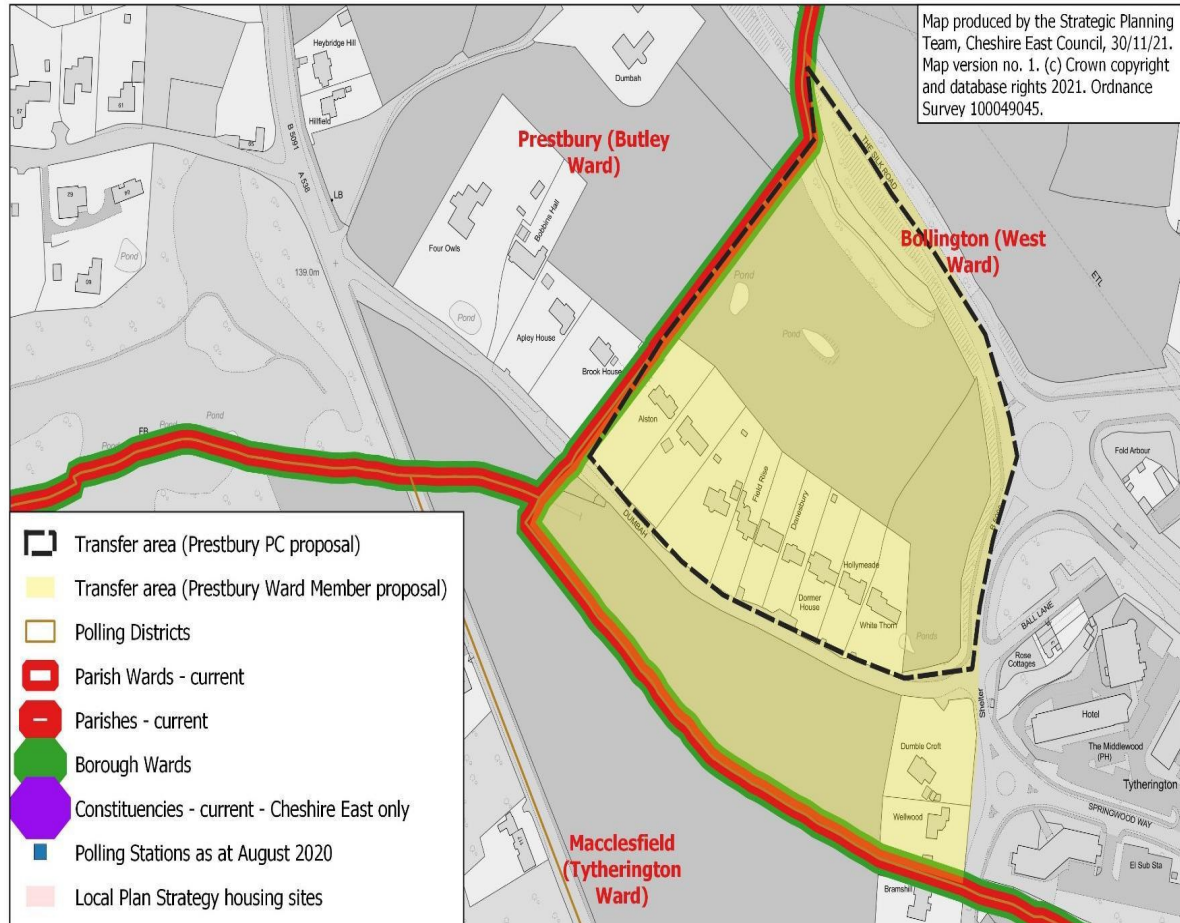 Map produced by the Strategic Planning
Team, Cheshire East Council, 30/11/21.
Map version no. 1. (c) Crown copyright
and database rights 2021. Ordnance
Survey 100049045.
Heybridge Hill
Dumbah
57
61
Hillfield
B 5091
A 538
Prestbury (Butley
Ward)
THE SILK ROAD
LB
Four Owls
Bobbins Hall
Bollington (West
Ward)
Pond
139.0m
ETL
Pond
Pond
Pond
Apley House
Brook House
Pond
Pond
FB
Alston
Fold Arbour
Field Rise
Danesbury
DUMBAH
Hollymeade
Dormer
House
White Thorn
BALL LANE
Ponds
Rose
Cottages
Shelter
Hotel
The Middlewood
(PH)
Dumble Croft
Tytherington
Wellwood
SPRINGWOOD WAY
El Sub Sta
Bramshill
Macclesfield
(Tytherington
Ward)
Transfer area (Prestbury PC proposal)
Transfer area (Prestbury Ward Member proposal)
Polling Districts
Parish Wards - current
Parishes - current
Borough Wards
Constituencies - current - Cheshire East only
Polling Stations as at August 2020
Local Plan Strategy housing sites